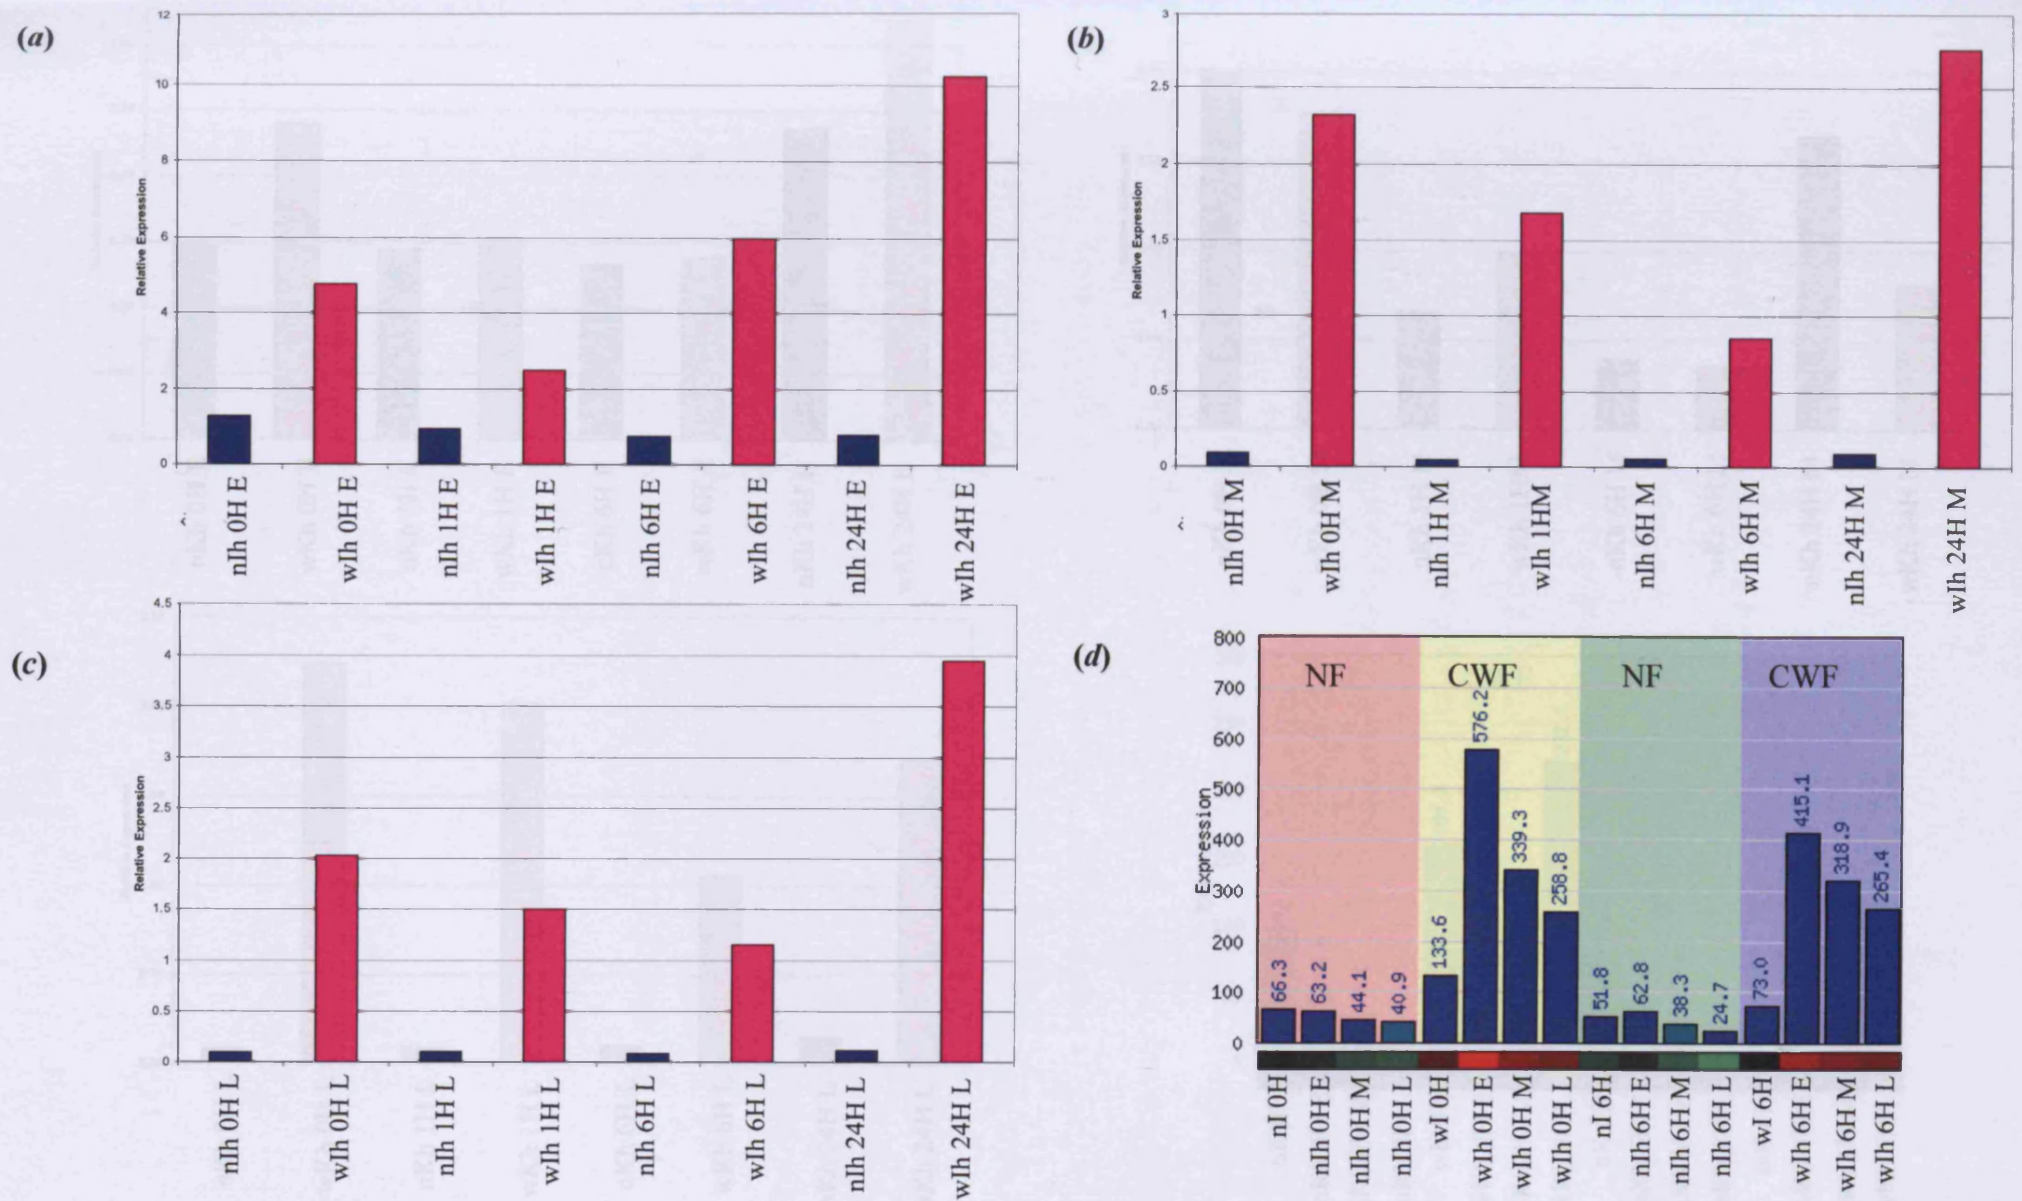 (a)
12
10
8
6
4
2
0
Relative Expression
nIh 0H E
wIh 0H E
nIh 1H E
wIh 1H E
nIh 6H E
wIh 6H E
nIh 24H E
wIh 24H E
(b)
3
2.5
2
1.5
1
0.5
0
Relative Expression
nIh 0H M
wIh 0H M
nIh 1H M
wIh 1HM
nIh 6H M
wIh 6H M
nIh 24H M
wIh 24H M
(c)
4.5
4
3.5
3
2.5
2
1.5
1
0.5
0
Relative Expression
nIh 0H L
wIh 0H L
nIh 1H L
wIh 1H L
nIh 6H L
wIh 6H L
nIh 24H L
wIh 24H L
(d)
800
700
600
500
400
300
200
100
0
Expression
NF
CWF
NF
CWF
66.3
63.2
44.1
40.9
133.6
576.2
339.3
258.8
51.8
62.8
38.3
24.7
73.0
415.1
318.9
265.4
nI 0H
nIh 0H E
nIh 0H M
nIh 0H L
wI 0H
wIh 0H E
wIh 0H M
wIh 0H L
nI 6H
nIh 6H E
nIh 6H M
nIh 6H L
wI 6H
wIh 6H E
wIh 6H M
wIh 6H L